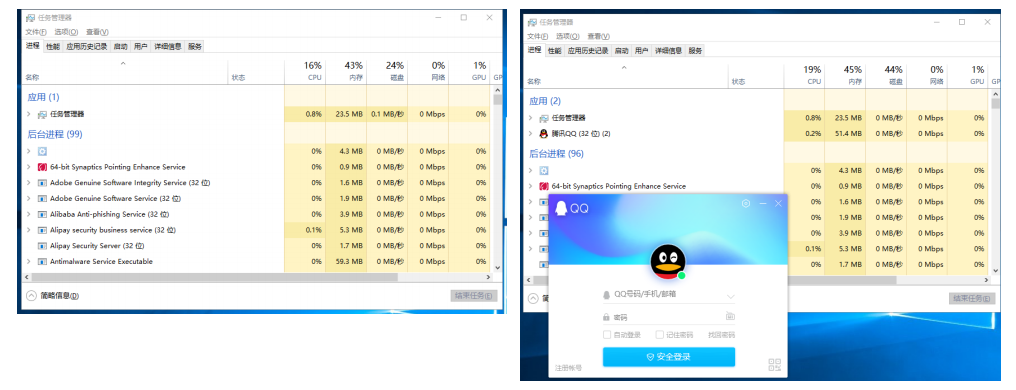 任务管理器
文件(F) 选项(O) 查看(V)
进程 性能 应用历史记录 启动 用户 详细信息 服务
16% 43% 24% 0% 1%
名称 状态 CPU 内存 磁盘 网络 GPU GP
应用 (1)
任务管理器 0.8% 23.5 MB 0.1 MB/秒 0 Mbps 0%
后台进程 (99)
0% 4.3 MB 0 MB/秒 0 Mbps 0%
64-bit Synaptics Pointing Enhance Service 0% 0.9 MB 0 MB/秒 0 Mbps 0%
Adobe Genuine Software Integrity Service (32 位) 0% 1.6 MB 0 MB/秒 0 Mbps 0%
Adobe Genuine Software Service (32 位) 0% 1.9 MB 0 MB/秒 0 Mbps 0%
Alibaba Anti-phishing Service (32 位) 0% 3.9 MB 0 MB/秒 0 Mbps 0%
Alipay security business service (32 位) 0.1% 5.3 MB 0 MB/秒 0 Mbps 0%
Alipay Security Server (32 位) 0% 1.7 MB 0 MB/秒 0 Mbps 0%
Antimalware Service Executable 0% 59.3 MB 0 MB/秒 0 Mbps 0%
简略信息(D) 结束任务(E)
任务管理器
文件(F) 选项(O) 查看(V)
进程 性能 应用历史记录 启动 用户 详细信息 服务
19% 45% 44% 0% 1%
名称 状态 CPU 内存 磁盘 网络 GPU GP
应用 (2)
任务管理器 0.8% 23.5 MB 0 MB/秒 0 Mbps 0%
腾讯QQ (32 位) (2) 0.2% 51.4 MB 0 MB/秒 0 Mbps 0%
后台进程 (96)
0% 4.3 MB 0 MB/秒 0 Mbps 0%
64-bit Synaptics Pointing Enhance Service 0% 0.9 MB 0 MB/秒 0 Mbps 0%
0% 1.6 MB 0 MB/秒 0 Mbps 0%
0% 1.9 MB 0 MB/秒 0 Mbps 0%
0% 3.9 MB 0 MB/秒 0 Mbps 0%
0.1% 5.3 MB 0 MB/秒 0 Mbps 0%
0% 1.7 MB 0 MB/秒 0 Mbps 0%
结束任务(E)
QQ
QQ号码/手机/邮箱
密码
自动登录 记住密码 找回密码
安全登录
注册帐号